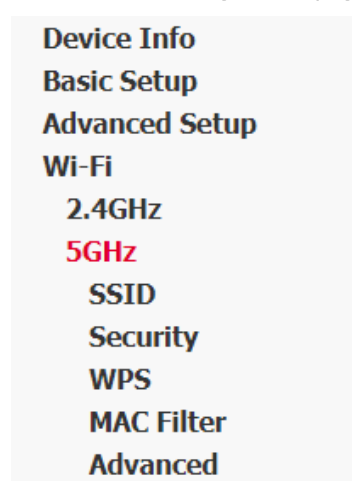 Device Info
Basic Setup
Advanced Setup
Wi-Fi
2.4GHz
5GHz
SSID
Security
WPS
MAC Filter
Advanced